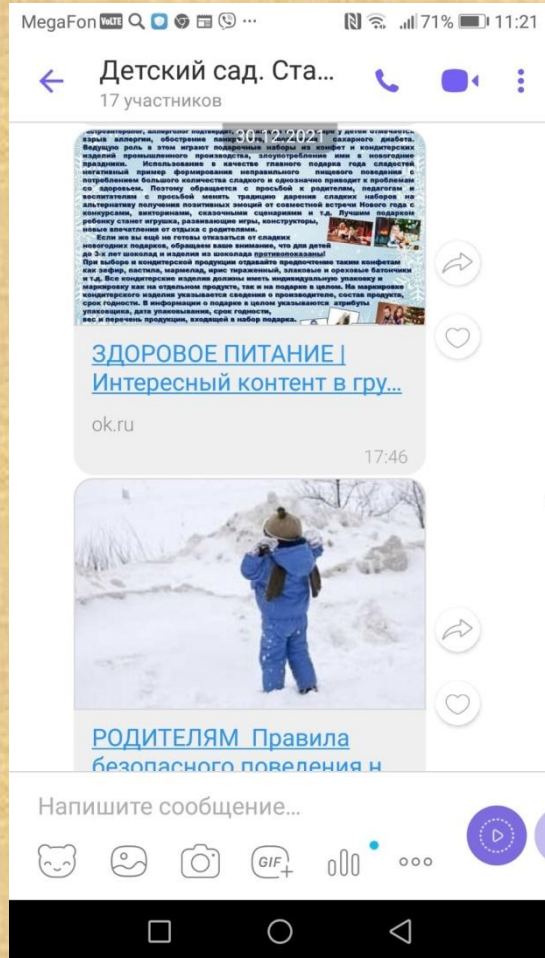 MegaFon VoLTE 71% 11:21
Детский сад. Ста...
17 участников
30.12.2021
взрыв аллергии, обострение сахарного диабета.
Ведущую роль в этом играют подарочные наборы из конфет и кондитерских
изделий промышленного производства, злоупотребление ими в новогодние
праздники. Использование в качестве главного подарка года сладостей
негативный пример формирования неправильного пищевого поведения с
потреблением большого количества сладкого и однозначно приводит к проблемам
со здоровьем. Поэтому обращается с просьбой к родителям, педагогам и
воспитателям с просьбой менять традицию дарения сладких наборов на
альтернативу получения позитивных эмоций от совместной встречи Нового года с
конкурсами, викторинами, сказочными сценариями и т.д. Лучшим подарком
ребенку станет игрушка, развивающие игры, конструкторы,
новые впечатления от отдыха с родителями.
Если же вы ещё не готовы отказаться от сладких
новогодних подарков, обращаем ваше внимание, что для детей
до 3-х лет шоколад и изделия из шоколада противопоказаны!
При выборе и кондитерской продукции отдавайте предпочтение таким конфетам
как зефир, пастила, мармелад, ирис тираженный, злаковые и ореховые батончики
и т.д. Все кондитерские изделия должны иметь индивидуальную упаковку и
маркировку как на отдельном продукте, так и на подарке в целом. На маркировке
кондитерского изделия указывается сведения о производителе, состав продукта,
срок годности. В информации о подарке в целом указываются атрибуты
упаковщика, дата упаковывания, срок годности,
вес и перечень продукции, входящей в набор подарка.
ЗДОРОВОЕ ПИТАНИЕ |
Интересный контент в гру...
ok.ru
17:46
РОДИТЕЛЯМ Правила
безопасного поведения н
Напишите сообщение...
GIF